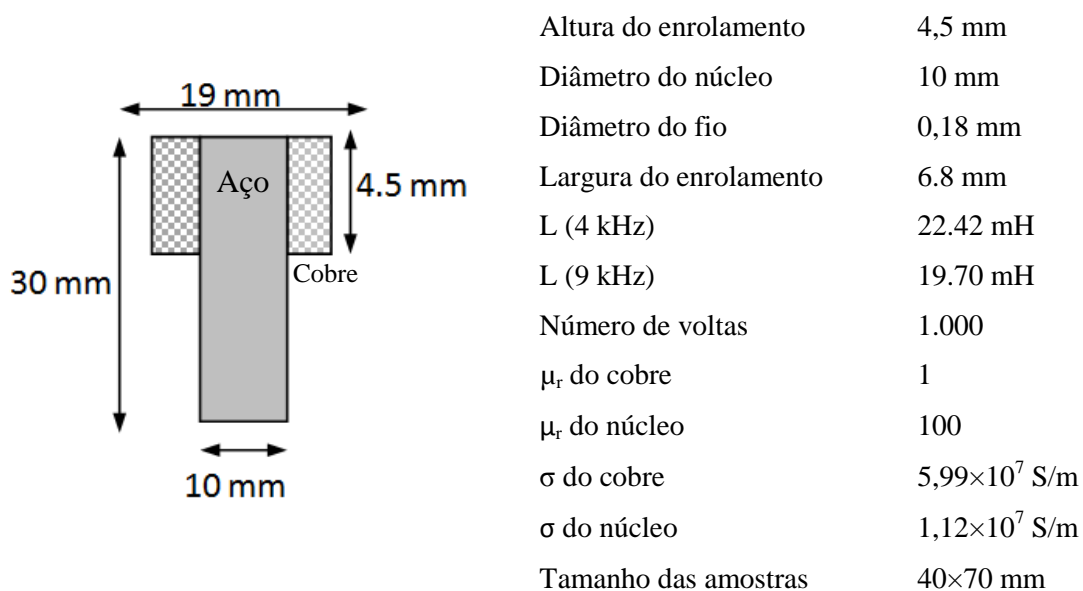 19 mm
Aço
4.5 mm
Cobre
30 mm
10 mm
Altura do enrolamento 4,5 mm
Diâmetro do núcleo 10 mm
Diâmetro do fio 0,18 mm
Largura do enrolamento 6.8 mm
L (4 kHz) 22.42 mH
L (9 kHz) 19.70 mH
Número de voltas 1.000
μr do cobre 1
μr do núcleo 100
σ do cobre 5,99×10⁷ S/m
σ do núcleo 1,12×10⁷ S/m
Tamanho das amostras 40×70 mm